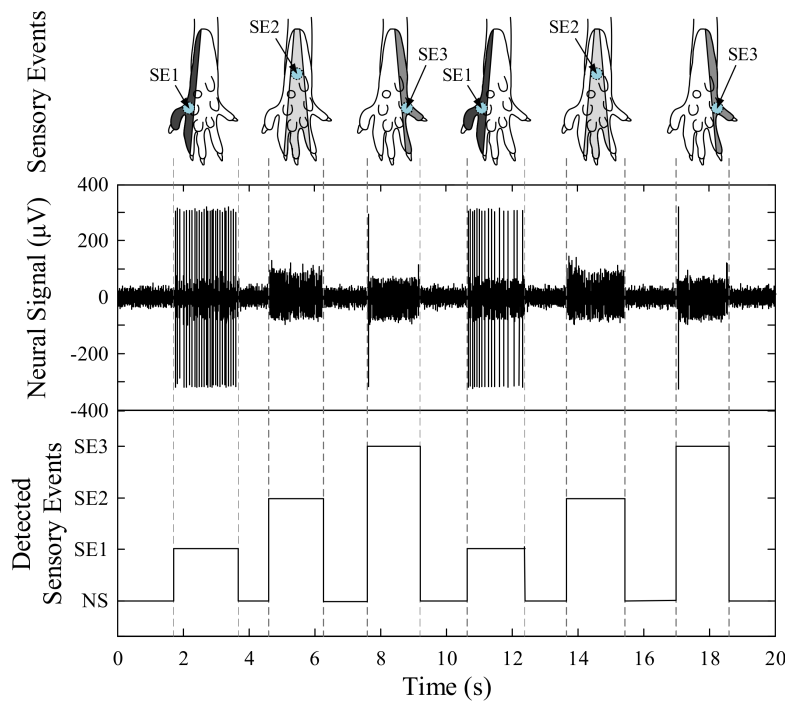 Sensory Events
SE1
SE2
SE3
SE1
SE2
SE3
Neural Signal (µV)
400
200
0
-200
-400
Detected
Sensory Events
SE3
SE2
SE1
NS
0 2 4 6 8 10 12 14 16 18 20
Time (s)